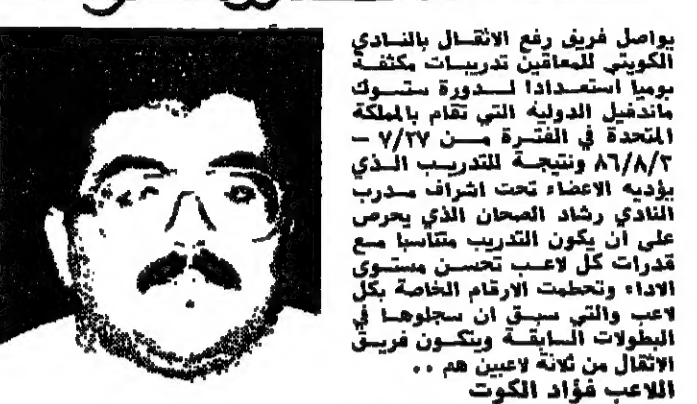 يواصل فريق رفع الاثقال بالنادي
الكويتي للمعاقين تدريبات مكثفة
يوميا استعدادا لدورة ستوك
ماندفيل الدولية التي تقام بالمملكة
المتحدة في الفترة من ٧/٢٧ –
٨٦/٨/٢ ونتيجة للتدريب الذي
يؤديه الاعضاء تحت اشراف مدرب
النادي رشاد الصحان الذي يحرص
على ان يكون التدريب متناسبا مع
قدرات كل لاعب تحسن مستوى
الاداء وتحطمت الارقام الخاصة بكل
لاعب والتي سبق ان سجلوها في
البطولات السابقة ويتكون فريق
الاثقال من ثلاثة لاعبين هم ..
اللاعب فؤاد الكوت